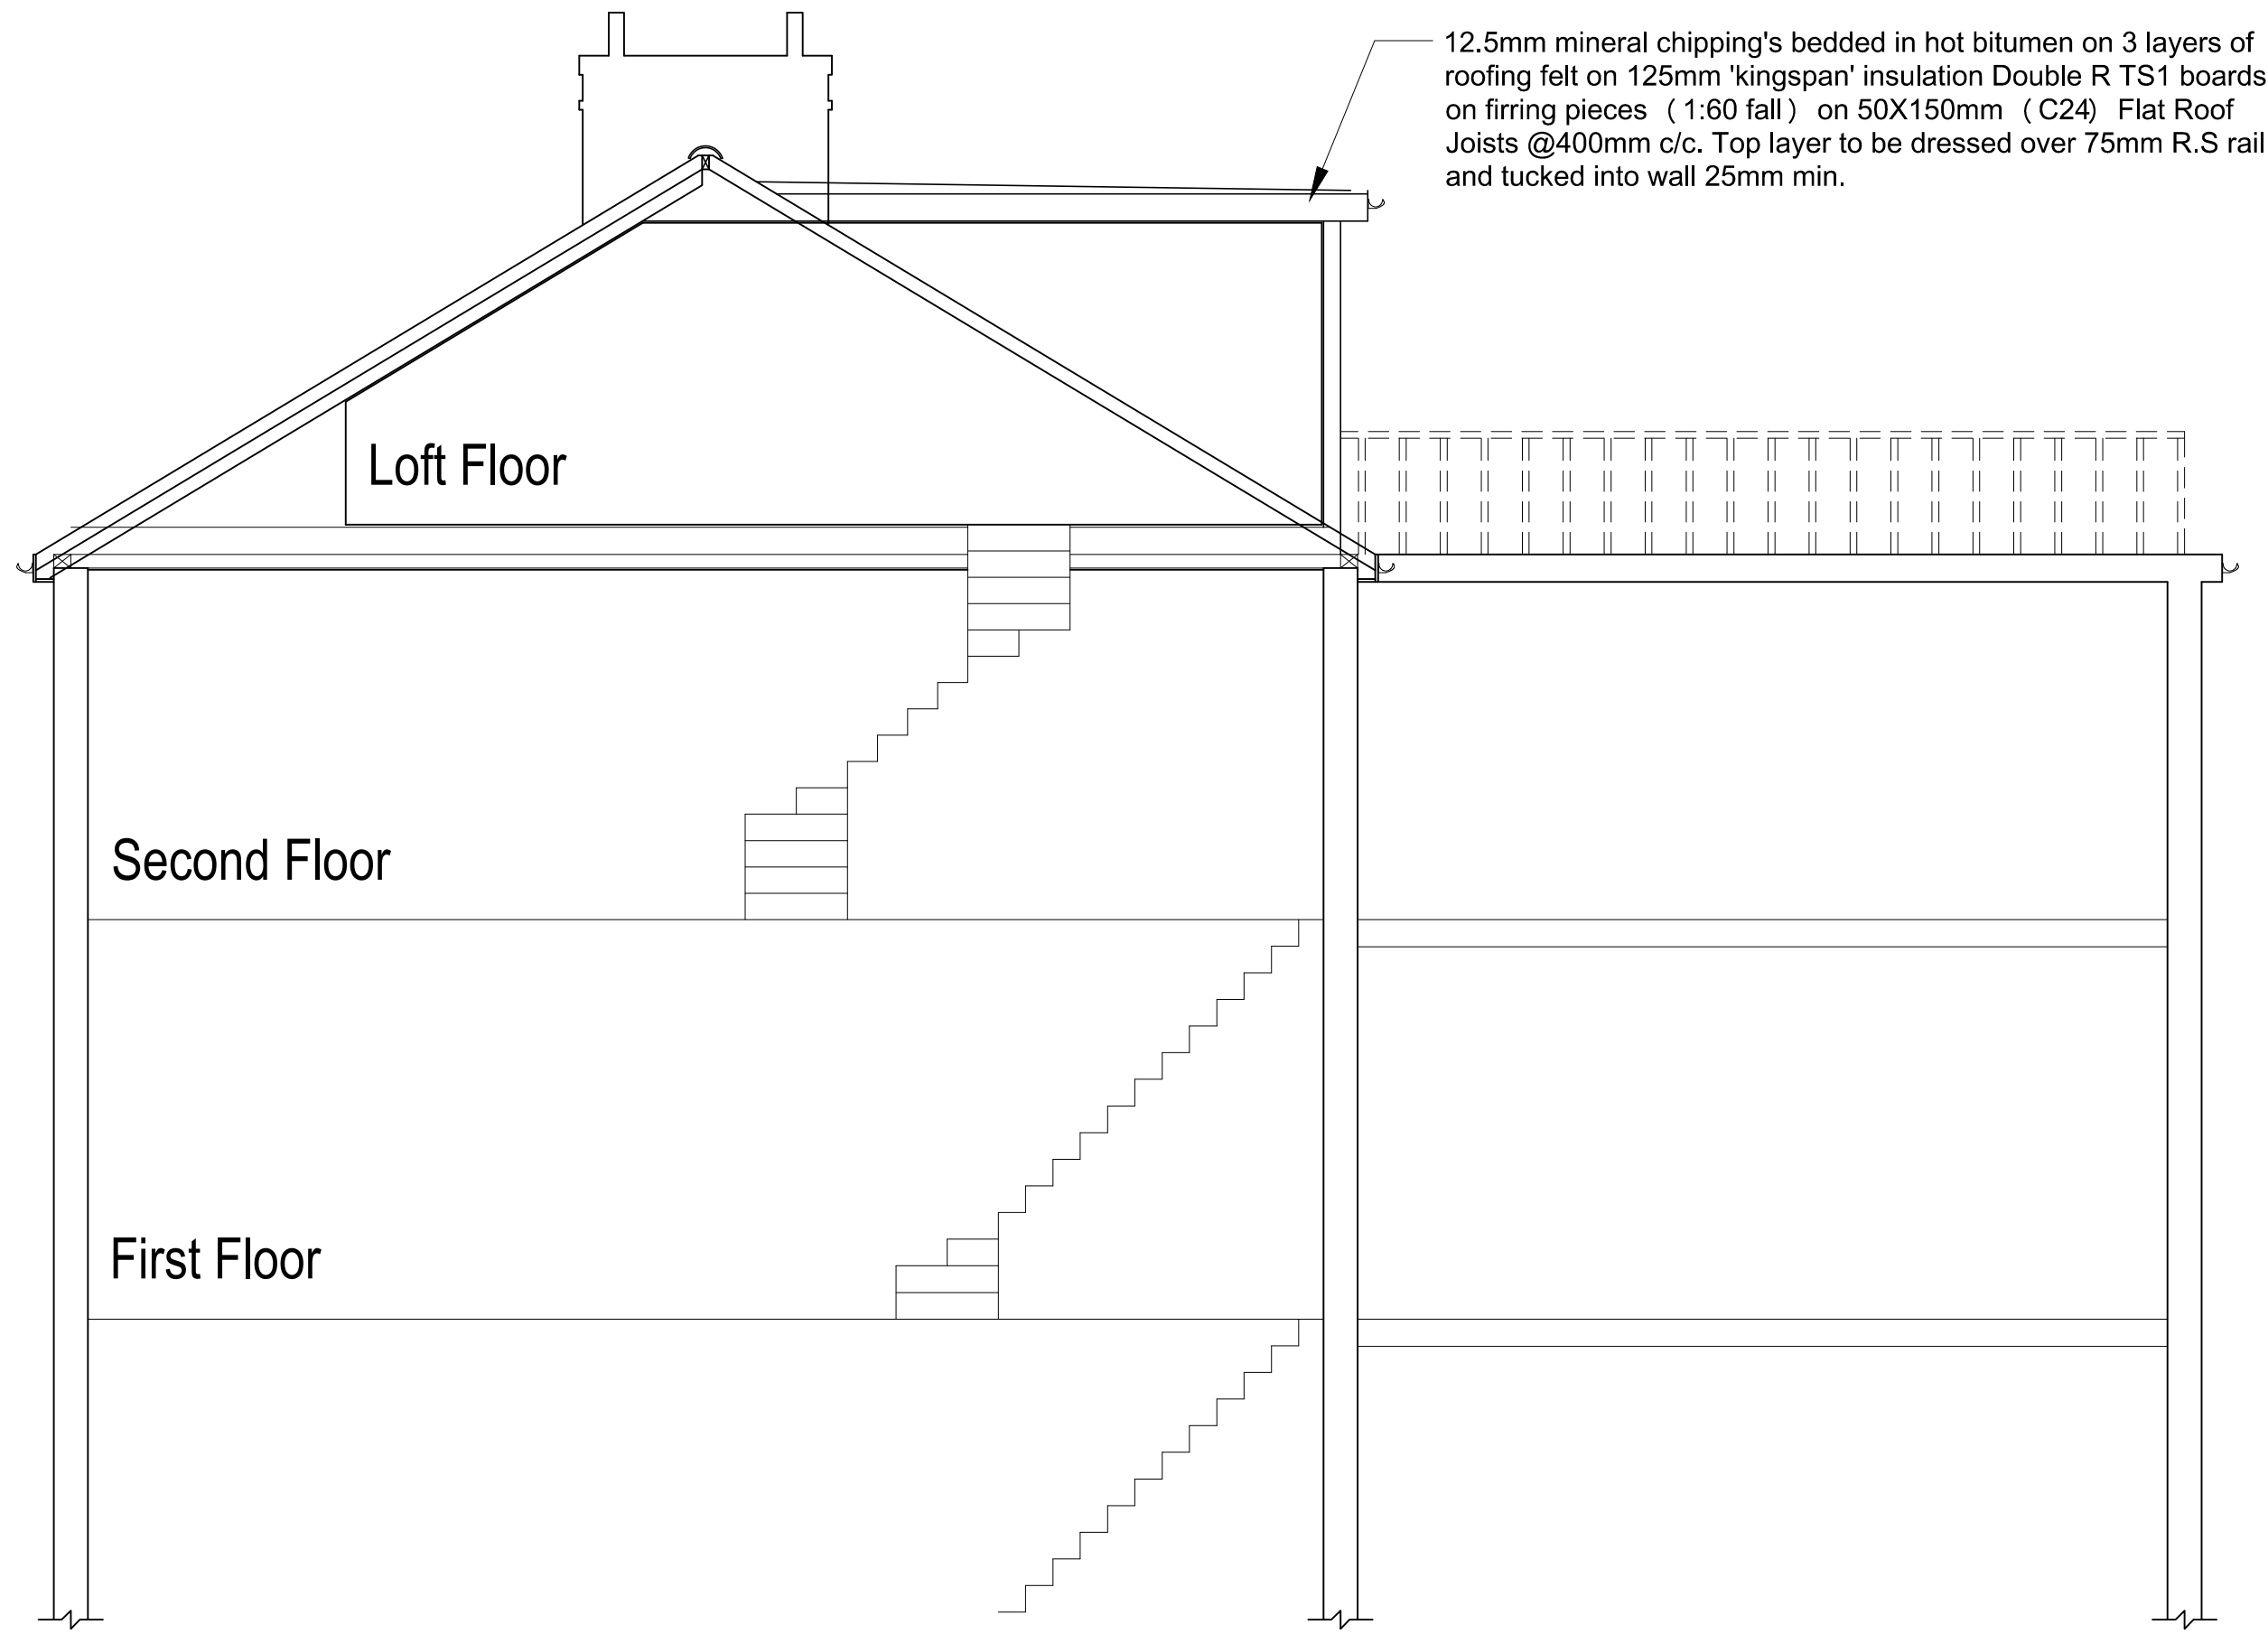 12.5mm mineral chipping's bedded in hot bitumen on 3 layers of
roofing felt on 125mm 'kingspan' insulation Double R TS1 boards
on firring pieces (1:60 fall) on 50X150mm (C24) Flat Roof
Joists @400mm c/c. Top layer to be dressed over 75mm R.S rail
and tucked into wall 25mm min.
Loft Floor
Second Floor
First Floor